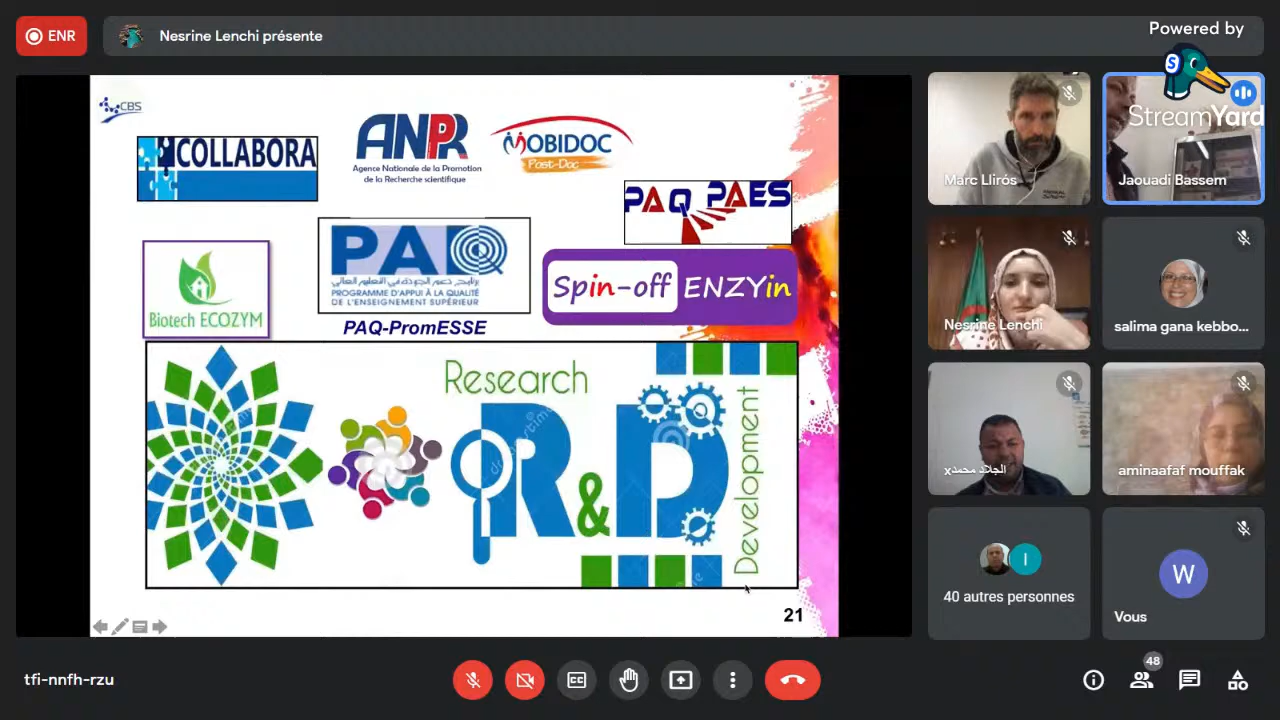 ENR
Nesrine Lenchi présente
Powered by
StreamYard
CBS
COLLABORA
ANPR
Agence Nationale de la Promotion
de la Recherche scientifique
MOBIDOC
Post-Doc
PAQ PAES
Biotech ECOZYM
PAQ
برنامج دعم الجودة في التعليم العالي
PROGRAMME D'APPUI À LA QUALITÉ
DE L'ENSEIGNEMENT SUPÉRIEUR
PAQ-PromESSE
Spin-off ENZYin
Research
R&D
Development
21
Marc Llirós
Jaouadi Bassem
Nesrine Lenchi
salima gana kebbo...
الجلاد محمدx
aminaafaf mouffak
I
40 autres personnes
W
Vous
tfi-nnfh-rzu
CC
48